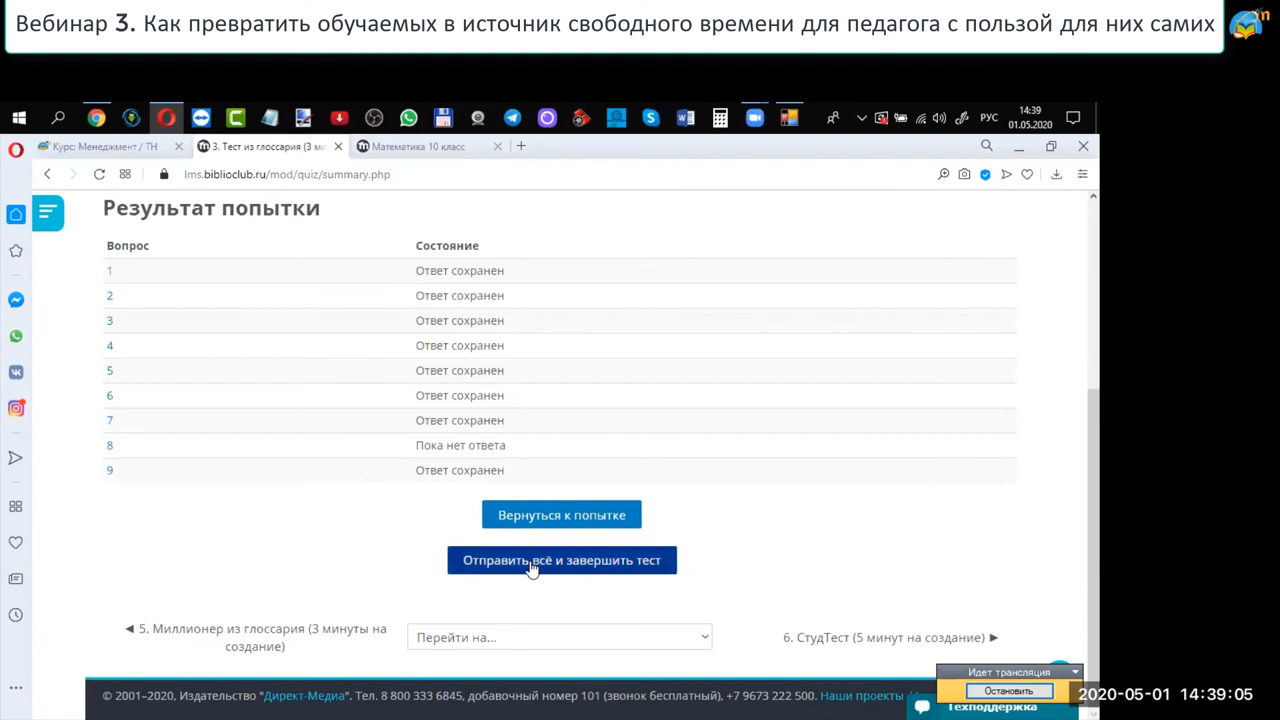 Вебинар 3. Как превратить обучаемых в источник свободного времени для педагога с пользой для них самих
РУС
14:39
01.05.2020
Курс: Менеджмент / ТН
3. Тест из глоссария (3 ми
Математика 10 класс
lms.biblioclub.ru/mod/quiz/summary.php
Результат попытки
Вопрос Состояние
1 Ответ сохранен
2 Ответ сохранен
3 Ответ сохранен
4 Ответ сохранен
5 Ответ сохранен
6 Ответ сохранен
7 Ответ сохранен
8 Пока нет ответа
9 Ответ сохранен
Вернуться к попытке
Отправить всё и завершить тест
◄ 5. Миллионер из глоссария (3 минуты на
создание)
Перейти на...
6. СтудТест (5 минут на создание) ►
Идет трансляция
Остановить
© 2001–2020, Издательство "Директ-Медиа". Тел. 8 800 333 6845, добавочный номер 101 (звонок бесплатный), +7 9673 222 500. Наши проекты
Техподдержка
2020-05-01 14:39:05